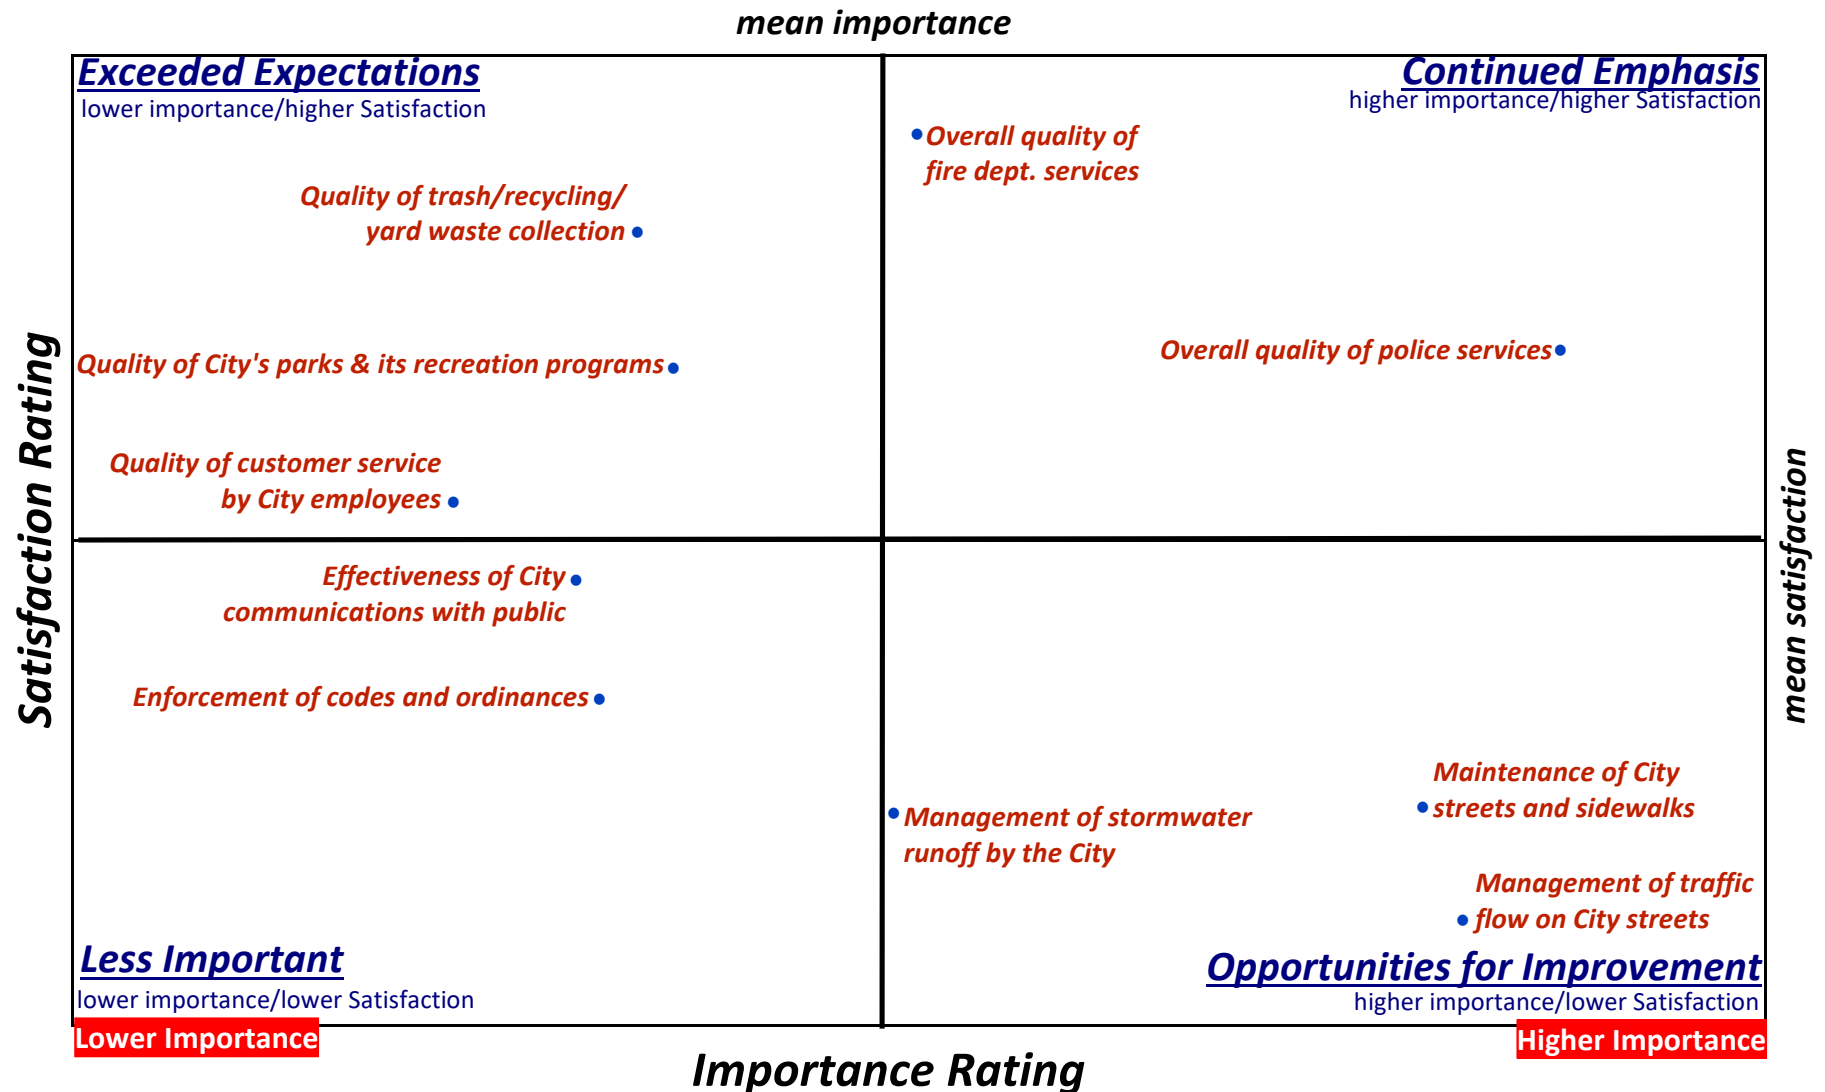 mean importance
Exceeded Expectations
lower importance/higher Satisfaction
Continued Emphasis
higher importance/higher Satisfaction
Overall quality of
fire dept. services
Quality of trash/recycling/
yard waste collection
Overall quality of police services
Quality of City's parks & its recreation programs
Quality of customer service
by City employees
Satisfaction Rating
mean satisfaction
Effectiveness of City
communications with public
Enforcement of codes and ordinances
Maintenance of City
streets and sidewalks
Management of stormwater
runoff by the City
Management of traffic
flow on City streets
Less Important
lower importance/lower Satisfaction
Opportunities for Improvement
higher importance/lower Satisfaction
Lower Importance
Higher Importance
Importance Rating